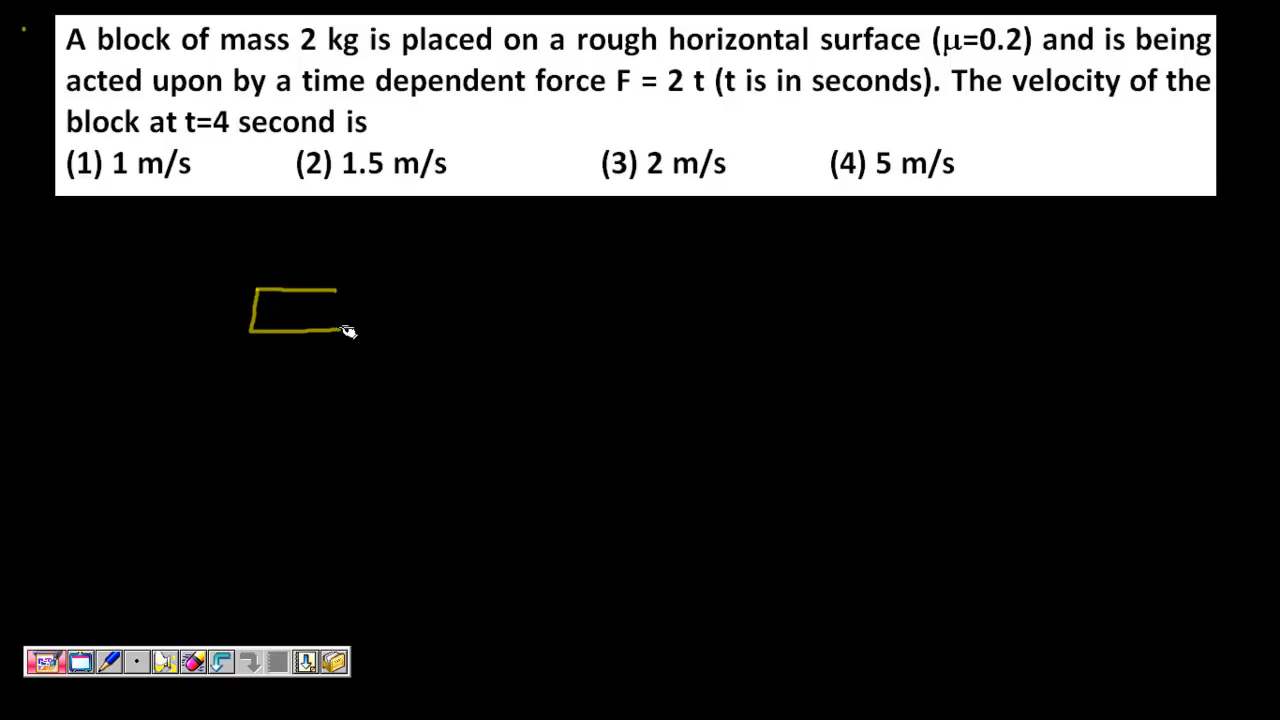 A block of mass 2 kg is placed on a rough horizontal surface (μ=0.2) and is being
acted upon by a time dependent force F = 2 t (t is in seconds). The velocity of the
block at t=4 second is
(1) 1 m/s (2) 1.5 m/s (3) 2 m/s (4) 5 m/s